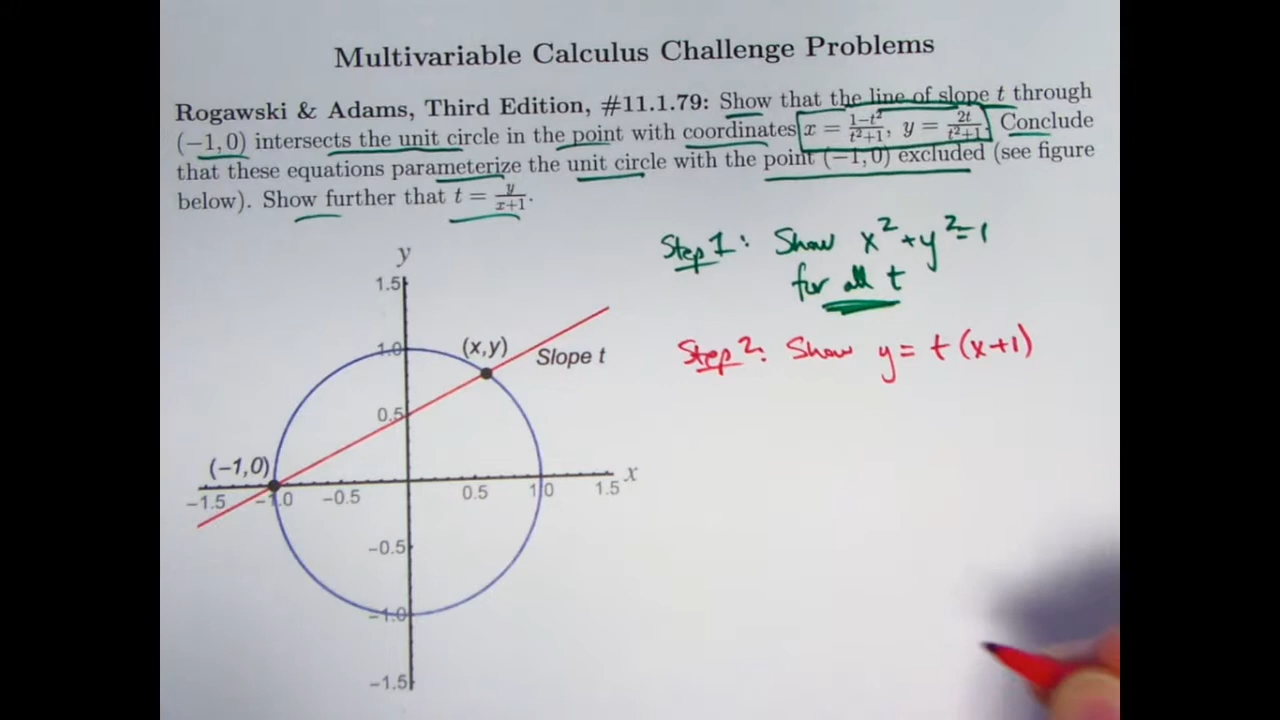 Multivariable Calculus Challenge Problems
Rogawski & Adams, Third Edition, #11.1.79: Show that the line of slope t through
(−1, 0) intersects the unit circle in the point with coordinates x = (1−t²)/(t²+1), y = 2t/(t²+1). Conclude
that these equations parameterize the unit circle with the point (−1, 0) excluded (see figure
below). Show further that t = y/(x+1).
Step 1: Show x² + y² = 1
for all t
Step 2: Show y = t(x+1)
y
1.5
1.0
(x,y)
Slope t
0.5
(−1,0)
x
−1.5
−1.0
−0.5
0.5
1.0
1.5
−0.5
−1.0
−1.5